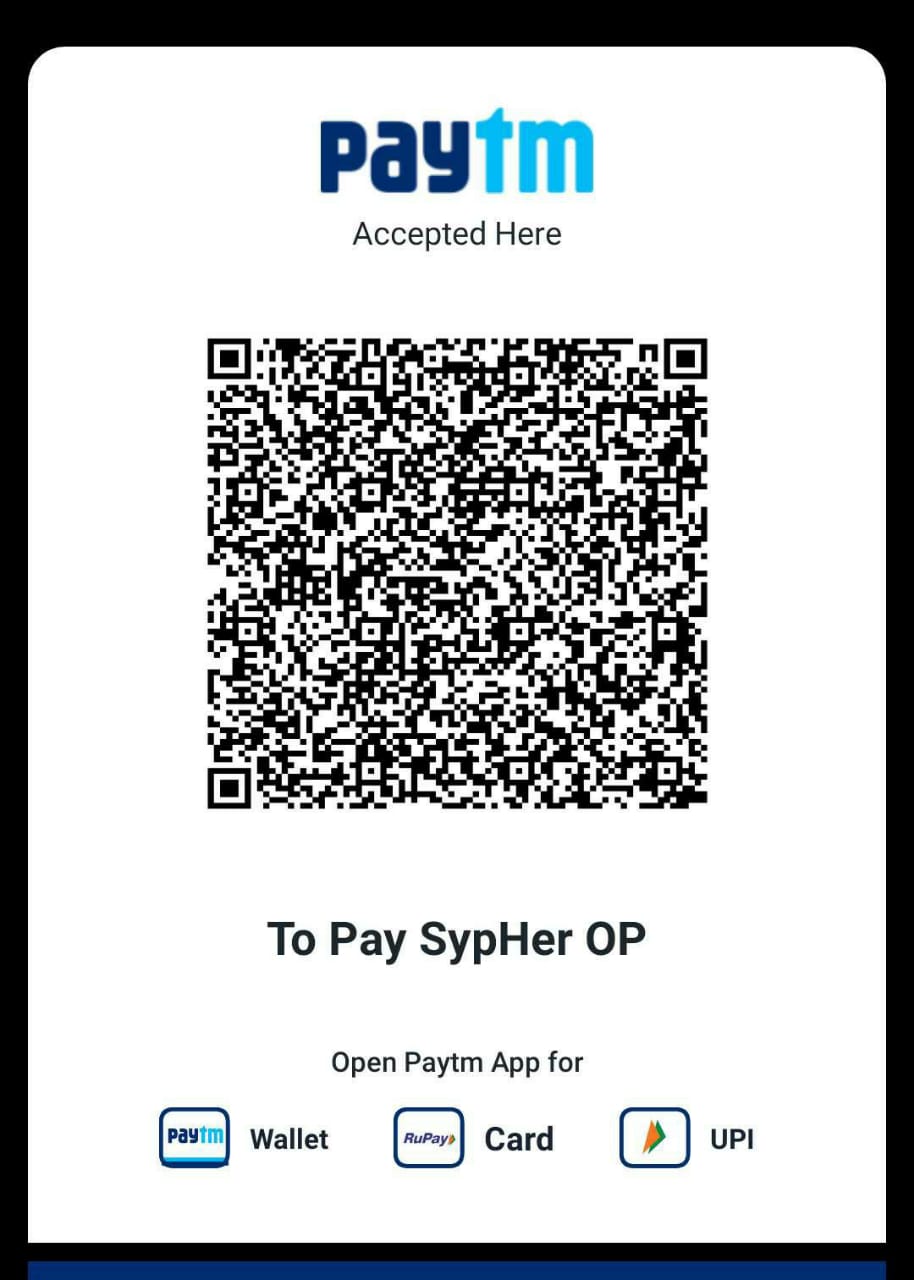 paytm
Accepted Here
To Pay SypHer OP
Open Paytm App for
paytm Wallet RuPay Card UPI